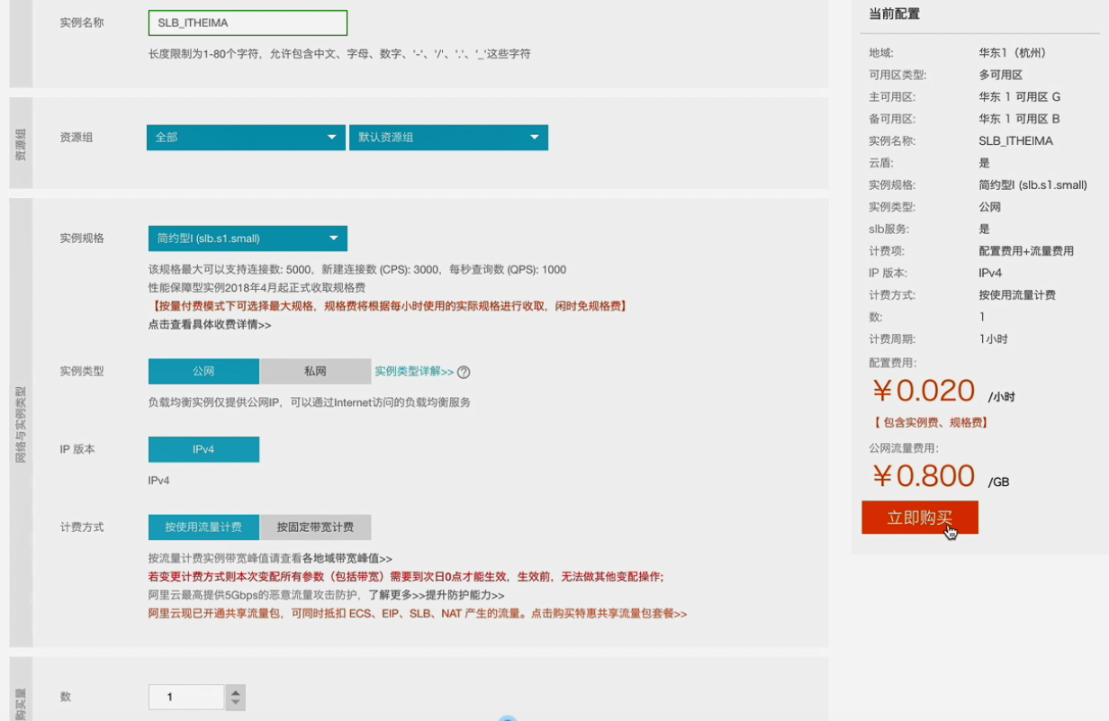 实例名称
SLB_ITHEIMA
长度限制为1-80个字符，允许包含中文、字母、数字、'-'、'/'、'.'、'_'这些字符
资源组
资源组
全部
默认资源组
网络与实例类型
实例规格
简约型I (slb.s1.small)
该规格最大可以支持连接数: 5000，新建连接数 (CPS): 3000，每秒查询数 (QPS): 1000
性能保障型实例2018年4月起正式收取规格费
【按量付费模式下可选择最大规格，规格费将根据每小时使用的实际规格进行收取，闲时免规格费】
点击查看具体收费详情>>
实例类型
公网
私网
实例类型详解>> ?
负载均衡实例仅提供公网IP，可以通过Internet访问的负载均衡服务
IP 版本
IPv4
IPv4
计费方式
按使用流量计费
按固定带宽计费
按流量计费实例带宽峰值请查看各地域带宽峰值>>
若变更计费方式则本次变配所有参数（包括带宽）需要到次日0点才能生效，生效前，无法做其他变配操作;
阿里云最高提供5Gbps的恶意流量攻击防护，了解更多>>提升防护能力>>
阿里云现已开通共享流量包，可同时抵扣 ECS、EIP、SLB、NAT 产生的流量。点击购买特惠共享流量包套餐>>
购买量
数
1
当前配置
地域: 华东1（杭州）
可用区类型: 多可用区
主可用区: 华东 1 可用区 G
备可用区: 华东 1 可用区 B
实例名称: SLB_ITHEIMA
云盾: 是
实例规格: 简约型I (slb.s1.small)
实例类型: 公网
slb服务: 是
计费项: 配置费用+流量费用
IP 版本: IPv4
计费方式: 按使用流量计费
数: 1
计费周期: 1小时
配置费用:
￥0.020 /小时
【 包含实例费、规格费】
公网流量费用:
￥0.800 /GB
立即购买